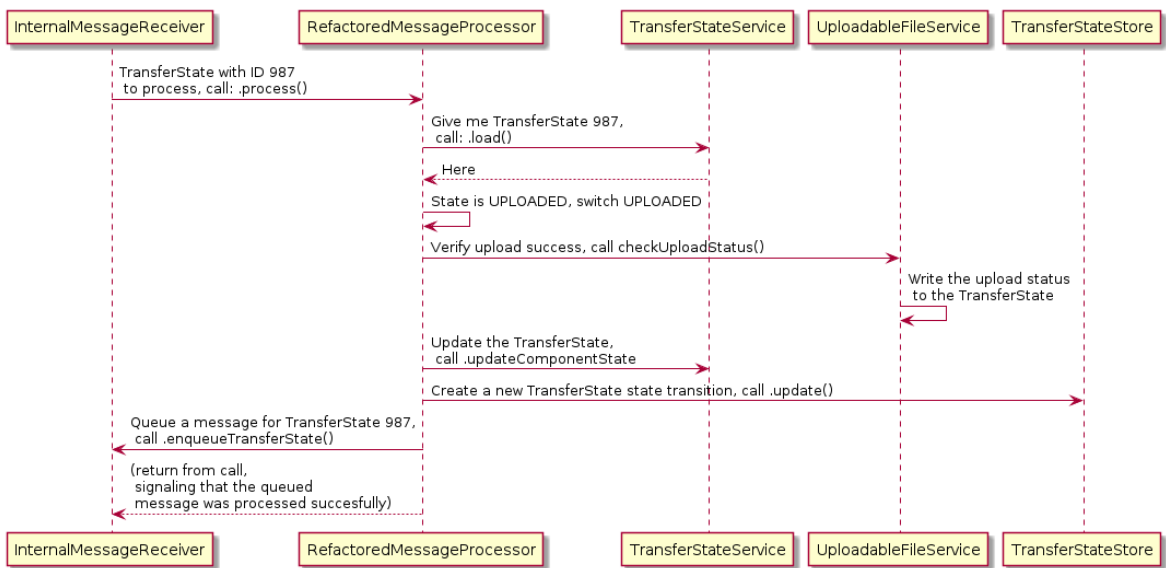 InternalMessageReceiver
RefactoredMessageProcessor
TransferStateService
UploadableFileService
TransferStateStore
TransferState with ID 987
to process, call: .process()
Give me TransferState 987,
call: .load()
Here
State is UPLOADED, switch UPLOADED
Verify upload success, call checkUploadStatus()
Write the upload status
to the TransferState
Update the TransferState,
call .updateComponentState
Create a new TransferState state transition, call .update()
Queue a message for TransferState 987,
call .enqueueTransferState()
(return from call,
signaling that the queued
message was processed succesfully)
InternalMessageReceiver
RefactoredMessageProcessor
TransferStateService
UploadableFileService
TransferStateStore